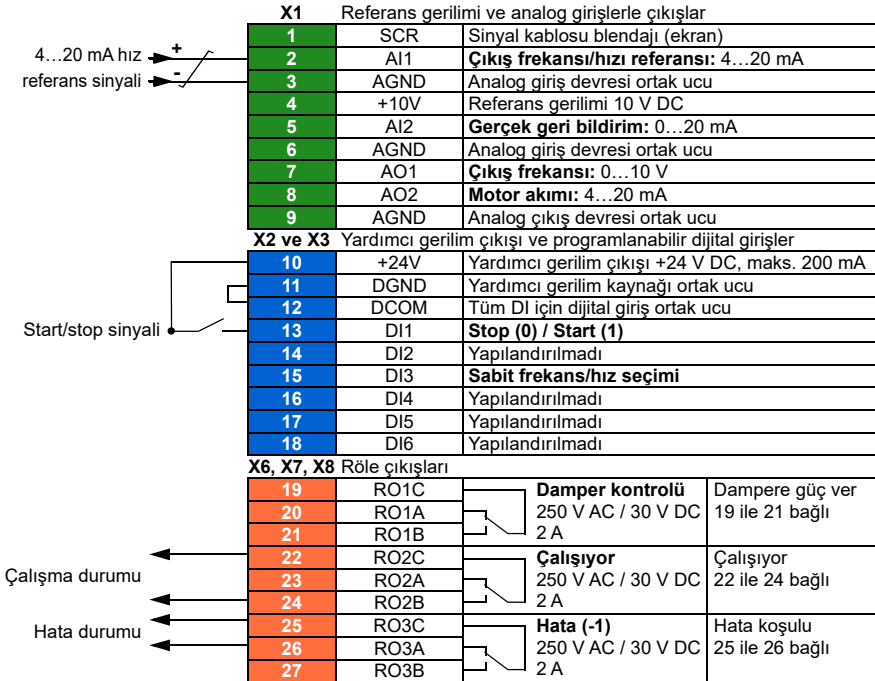 X1 Referans gerilimi ve analog girişlerle çıkışlar
1 SCR Sinyal kablosu blendajı (ekran)
4…20 mA hız + 2 AI1 Çıkış frekansı/hızı referansı: 4…20 mA
referans sinyali - 3 AGND Analog giriş devresi ortak ucu
4 +10V Referans gerilimi 10 V DC
5 AI2 Gerçek geri bildirim: 0…20 mA
6 AGND Analog giriş devresi ortak ucu
7 AO1 Çıkış frekansı: 0…10 V
8 AO2 Motor akımı: 4…20 mA
9 AGND Analog çıkış devresi ortak ucu
X2 ve X3 Yardımcı gerilim çıkışı ve programlanabilir dijital girişler
10 +24V Yardımcı gerilim çıkışı +24 V DC, maks. 200 mA
11 DGND Yardımcı gerilim kaynağı ortak ucu
12 DCOM Tüm DI için dijital giriş ortak ucu
Start/stop sinyali 13 DI1 Stop (0) / Start (1)
14 DI2 Yapılandırılmadı
15 DI3 Sabit frekans/hız seçimi
16 DI4 Yapılandırılmadı
17 DI5 Yapılandırılmadı
18 DI6 Yapılandırılmadı
X6, X7, X8 Röle çıkışları
19 RO1C Damper kontrolü Dampere güç ver
20 RO1A 250 V AC / 30 V DC 19 ile 21 bağlı
21 RO1B 2 A
22 RO2C Çalışıyor Çalışıyor
Çalışma durumu 23 RO2A 250 V AC / 30 V DC 22 ile 24 bağlı
24 RO2B 2 A
Hata durumu 25 RO3C Hata (-1) Hata koşulu
26 RO3A 250 V AC / 30 V DC 25 ile 26 bağlı
27 RO3B 2 A